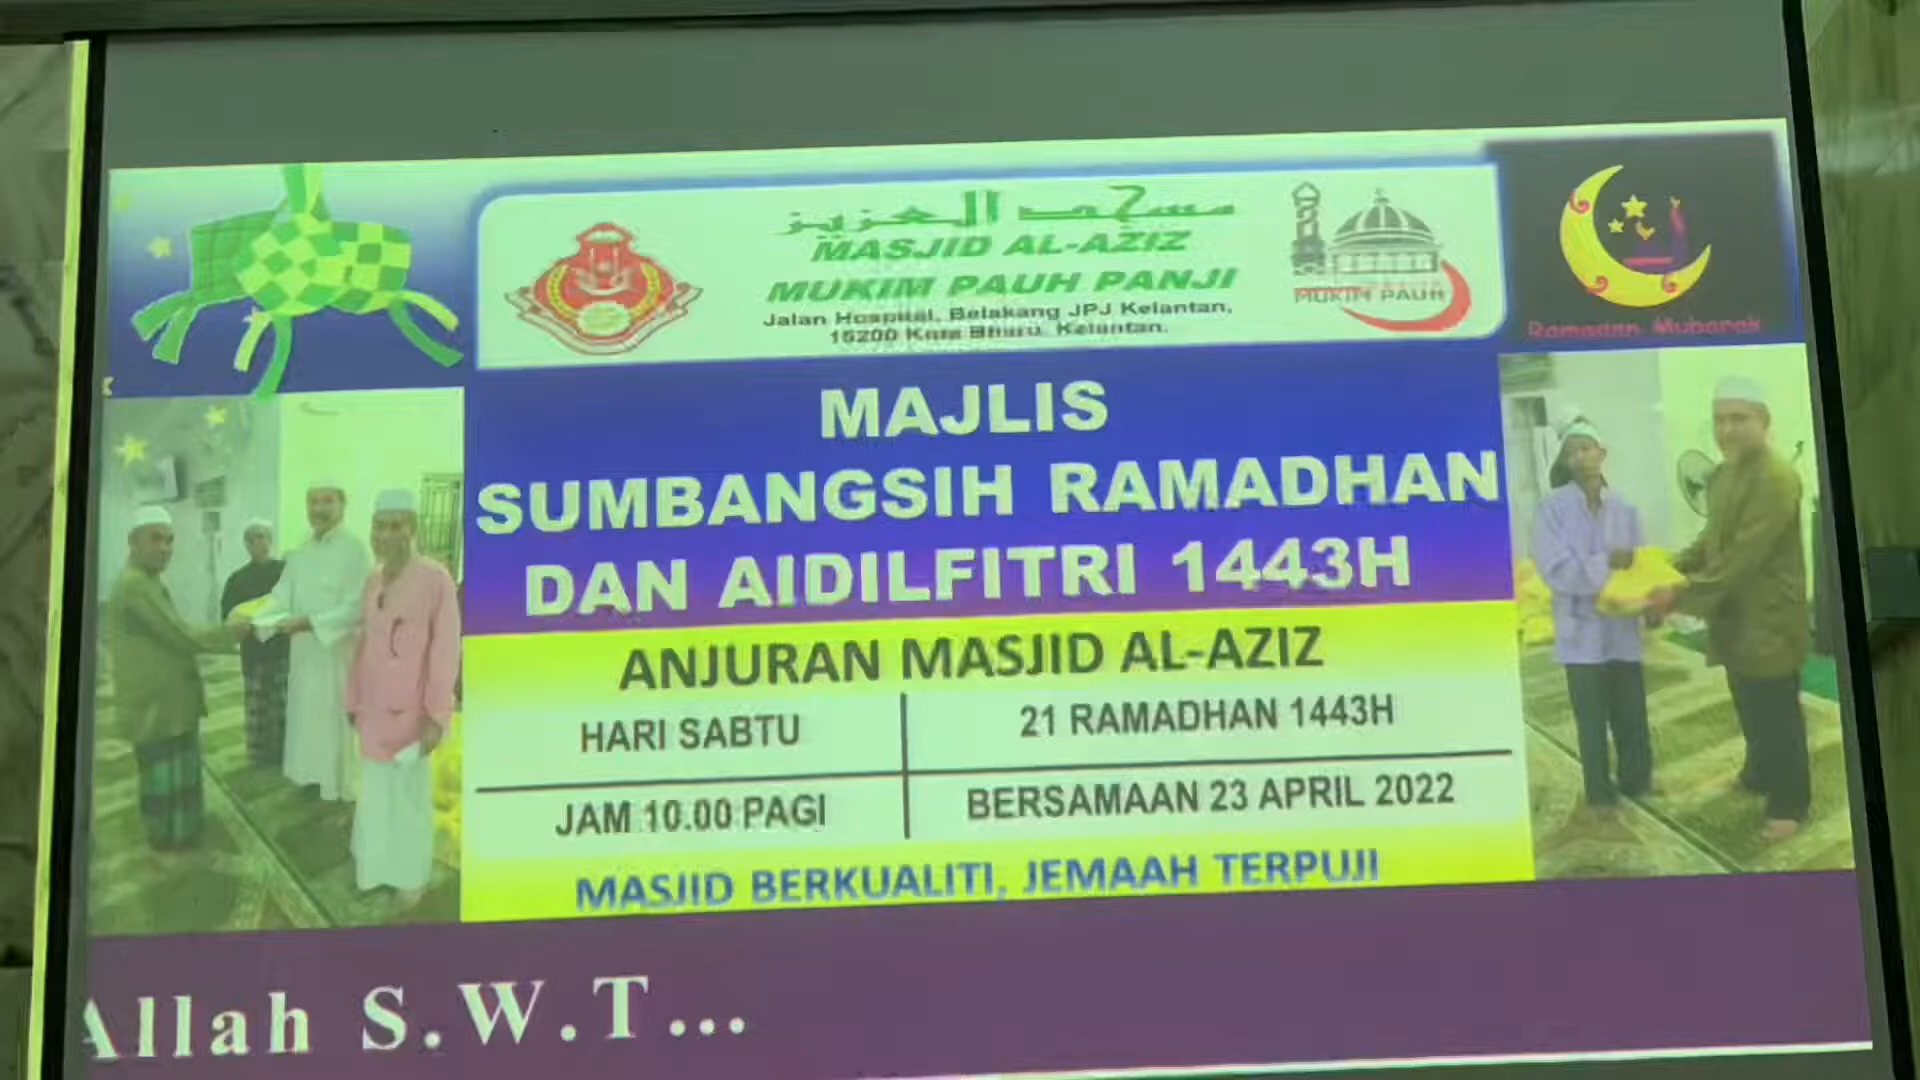 مسجد العزيز
MASJID AL-AZIZ
MUKIM PAUH PANJI
Jalan Hospital, Belakang JPJ Kelantan,
15200 Kota Bharu, Kelantan.
MUKIM PAUH
Ramadan Mubarak
MAJLIS
SUMBANGSIH RAMADHAN
DAN AIDILFITRI 1443H
ANJURAN MASJID AL-AZIZ
HARI SABTU
21 RAMADHAN 1443H
JAM 10.00 PAGI
BERSAMAAN 23 APRIL 2022
MASJID BERKUALITI, JEMAAH TERPUJI
Allah S.W.T...